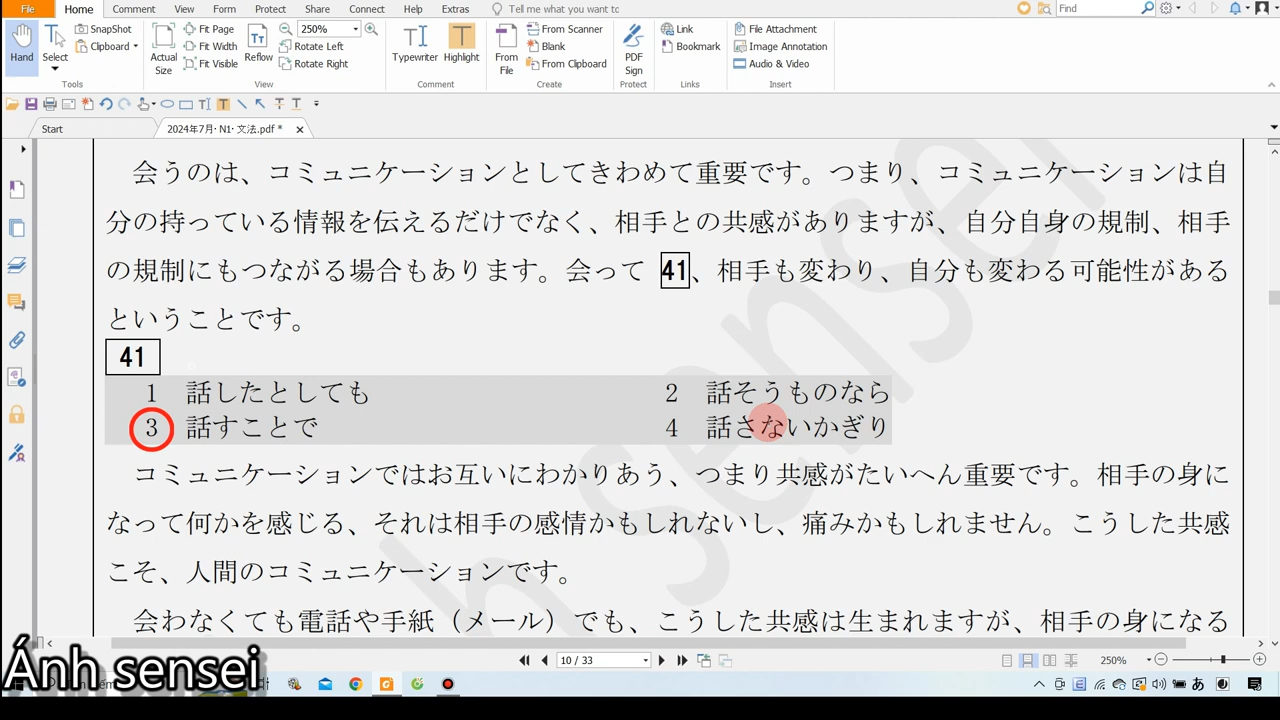 File Home Comment View Form Protect Share Connect Help Extras Tell me what you want to Find
SnapShot Fit Page 250% Link File Attachment
Clipboard Fit Width Rotate Left From Scanner Bookmark Image Annotation
Hand Select Actual Size Fit Visible Reflow Rotate Right Typewriter Highlight From File Blank From Clipboard PDF Sign Audio & Video
Tools View Comment Create Protect Links Insert
Start 2024年7月· N1· 文法.pdf *
会うのは、コミュニケーションとしてきわめて重要です。つまり、コミュニケーションは自
分の持っている情報を伝えるだけでなく、相手との共感がありますが、自分自身の規制、相手
の規制にもつながる場合もあります。会って 41、相手も変わり、自分も変わる可能性がある
ということです。
41
1 話したとしても 2 話そうものなら
3 話すことで 4 話さないかぎり
コミュニケーションではお互いにわかりあう、つまり共感がたいへん重要です。相手の身に
なって何かを感じる、それは相手の感情かもしれないし、痛みかもしれません。こうした共感
こそ、人間のコミュニケーションです。
会わなくても電話や手紙（メール）でも、こうした共感は生まれますが、相手の身になる
h sensei
10 / 33 250%
Ánh sensei
あ